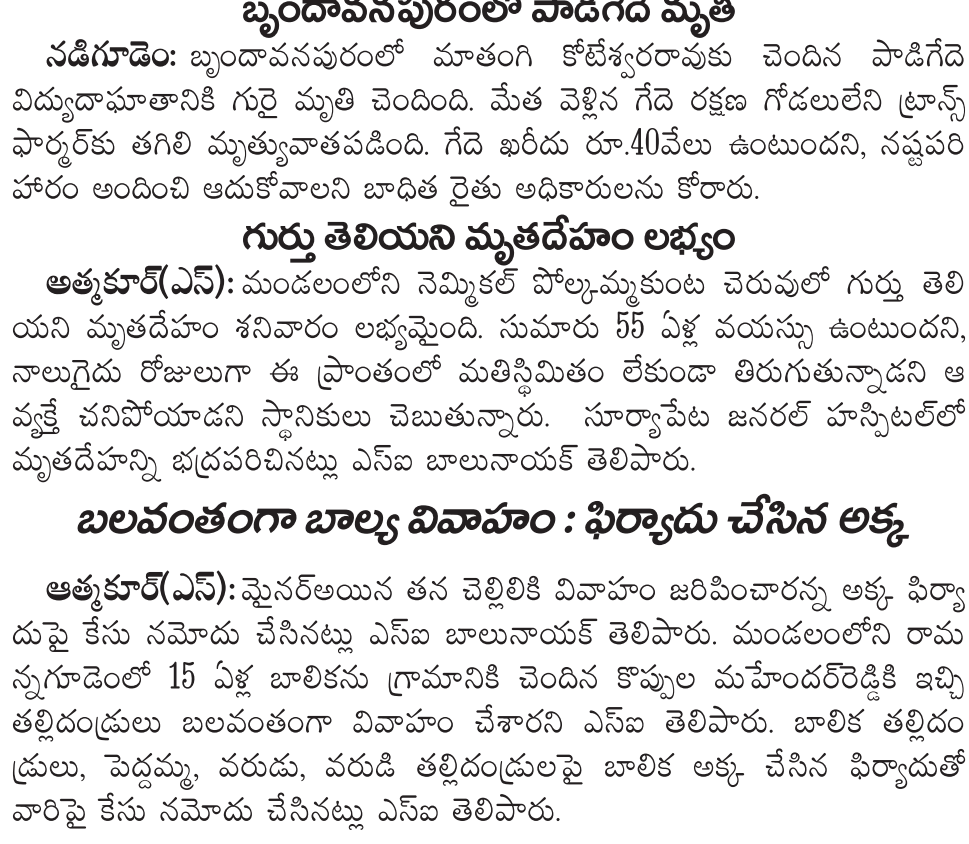 బృందావనపురంలో పాడిగేదె మృతి
నడిగూడెం: బృందావనపురంలో మాతంగి కోటేశ్వరరావుకు చెందిన పాడిగేదె
విద్యుదాఘాతానికి గురై మృతి చెందింది. మేత వెళ్లిన గేదె రక్షణ గోడలులేని ట్రాన్స్
ఫార్మర్‌కు తగిలి మృత్యువాతపడింది. గేదె ఖరీదు రూ.40వేలు ఉంటుందని, నష్టపరి
హారం అందించి ఆదుకోవాలని బాధిత రైతు అధికారులను కోరారు.
గుర్తు తెలియని మృతదేహం లభ్యం
అత్మకూర్(ఎస్): మండలంలోని నెమ్మికల్ పోల్కమ్మకుంట చెరువులో గుర్తు తెలి
యని మృతదేహం శనివారం లభ్యమైంది. సుమారు 55 ఏళ్ల వయస్సు ఉంటుందని,
నాలుగైదు రోజులుగా ఈ ప్రాంతంలో మతిస్థిమితం లేకుండా తిరుగుతున్నాడని ఆ
వ్యక్తే చనిపోయాడని స్థానికులు చెబుతున్నారు. సూర్యాపేట జనరల్ హస్పిటల్‌లో
మృతదేహన్ని భద్రపరిచినట్లు ఎస్ఐ బాలునాయక్ తెలిపారు.
బలవంతంగా బాల్య వివాహం : ఫిర్యాదు చేసిన అక్క
ఆత్మకూర్(ఎస్): మైనర్అయిన తన చెల్లిలికి వివాహం జరిపించారన్న అక్క ఫిర్యా
దుపై కేసు నమోదు చేసినట్లు ఎస్ఐ బాలునాయక్ తెలిపారు. మండలంలోని రామ
న్నగూడెంలో 15 ఏళ్ల బాలికను గ్రామానికి చెందిన కొప్పుల మహేందర్‌రెడ్డికి ఇచ్చి
తల్లిదండ్రులు బలవంతంగా వివాహం చేశారని ఎస్ఐ తెలిపారు. బాలిక తల్లిదం
డ్రులు, పెద్దమ్మ, వరుడు, వరుడి తల్లిదండ్రులపై బాలిక అక్క చేసిన ఫిర్యాదుతో
వారిపై కేసు నమోదు చేసినట్లు ఎస్ఐ తెలిపారు.